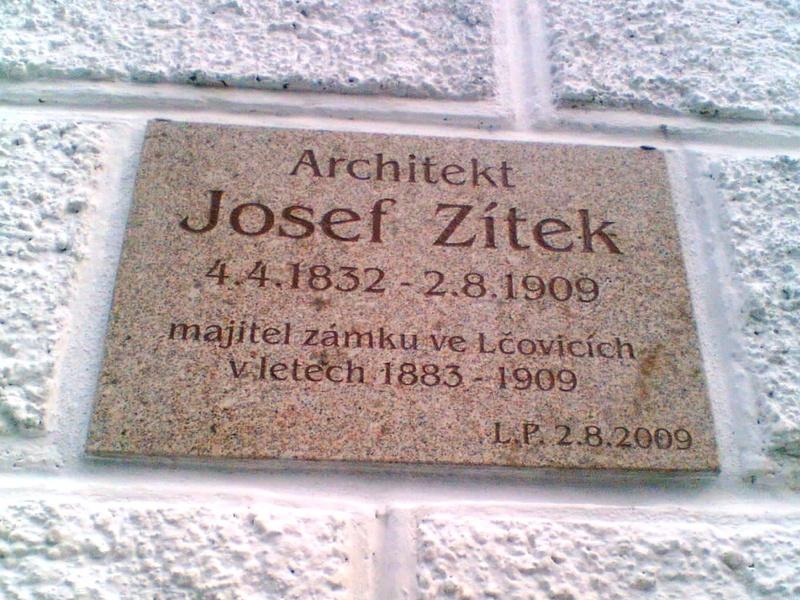 Architekt
Josef Zítek
4.4.1832 - 2.8.1909
majitel zámku ve Lčovicích
v letech 1883 - 1909
L.P. 2.8.2009